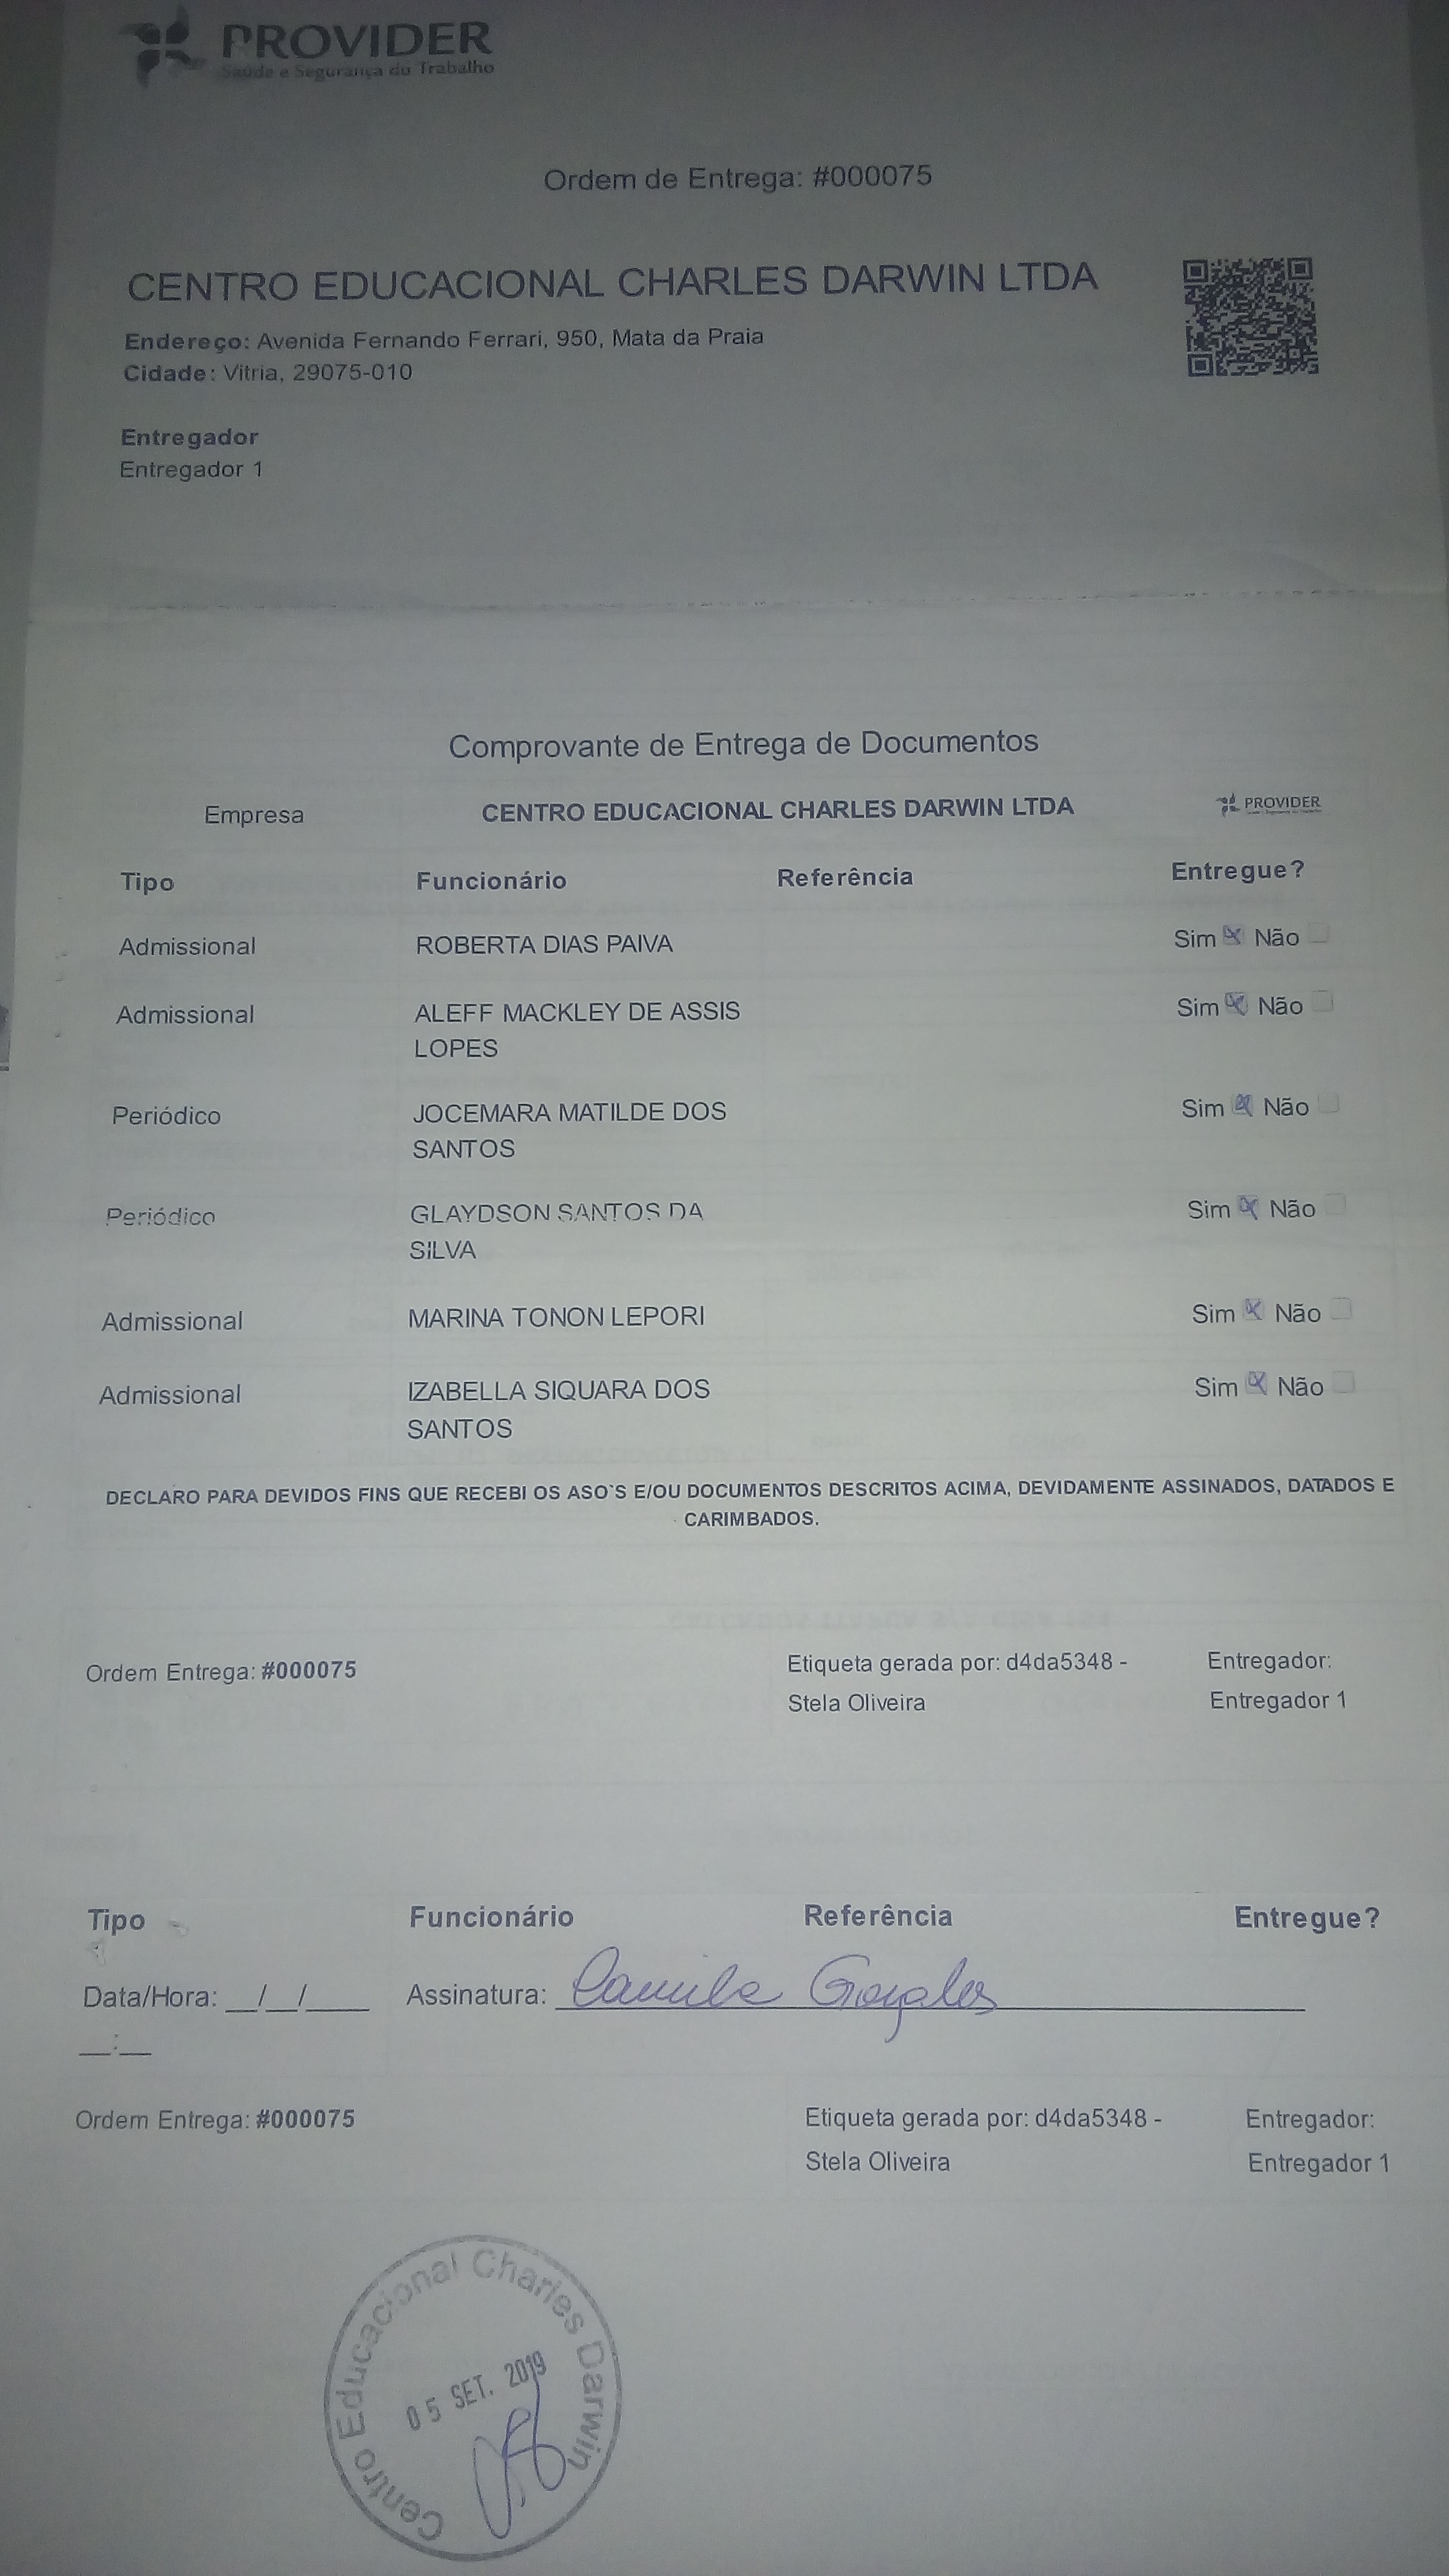 PROVIDER
Saúde e Segurança do Trabalho
Ordem de Entrega: #000075
CENTRO EDUCACIONAL CHARLES DARWIN LTDA
Endereço: Avenida Fernando Ferrari, 950, Mata da Praia
Cidade: Vitria, 29075-010
Entregador
Entregador 1
Comprovante de Entrega de Documentos
Empresa CENTRO EDUCACIONAL CHARLES DARWIN LTDA PROVIDER
Tipo Funcionário Referência Entregue?
Admissional ROBERTA DIAS PAIVA Sim Não
Admissional ALEFF MACKLEY DE ASSIS Sim Não
LOPES
Periódico JOCEMARA MATILDE DOS Sim Não
SANTOS
Periódico GLAYDSON SANTOS DA Sim Não
SILVA
Admissional MARINA TONON LEPORI Sim Não
Admissional IZABELLA SIQUARA DOS Sim Não
SANTOS
DECLARO PARA DEVIDOS FINS QUE RECEBI OS ASO`S E/OU DOCUMENTOS DESCRITOS ACIMA, DEVIDAMENTE ASSINADOS, DATADOS E
CARIMBADOS.
Ordem Entrega: #000075 Etiqueta gerada por: d4da5348 - Entregador:
Stela Oliveira Entregador 1
Tipo Funcionário Referência Entregue?
Data/Hora: __/__/____ Assinatura: Camila
__:__
Ordem Entrega: #000075 Etiqueta gerada por: d4da5348 - Entregador:
Stela Oliveira Entregador 1
Centro Educacional Charles Darwin
05 SET. 2019